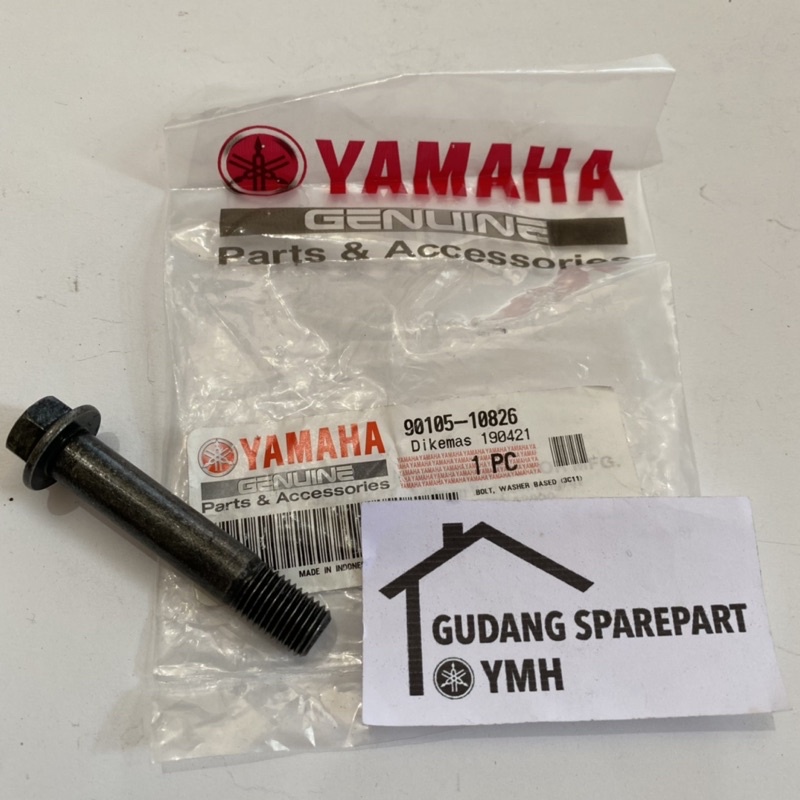 YAMAHA
GENUINE
Parts & Accessories
YAMAHA
GENUINE
Parts & Accessories
90105-10826
Dikemas 190421
1 PC
BOLT, WASHER BASED (3C11)
MADE IN INDONE
GUDANG SPAREPART
YMH